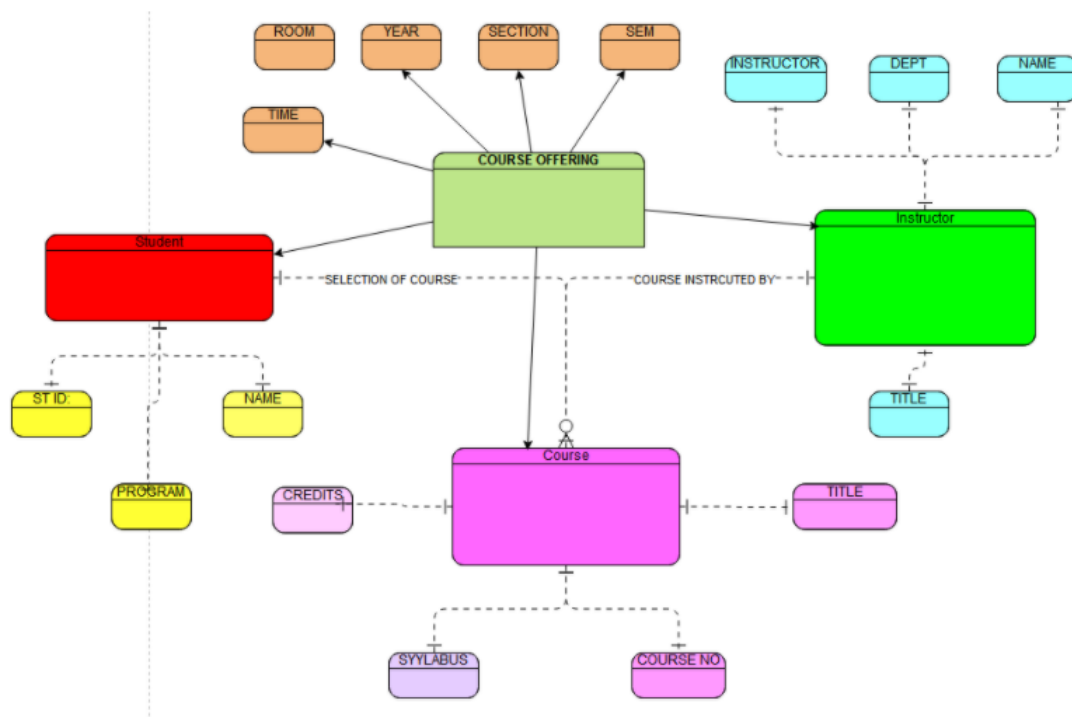 ROOM
YEAR
SECTION
SEM
INSTRUCTOR
DEPT
NAME
TIME
COURSE OFFERING
Instructor
Student
SELECTION OF COURSE
COURSE INSTRCUTED BY
ST ID:
NAME
TITLE
Course
PROGRAM
CREDITS
TITLE
SYYLABUS
COURSE NO